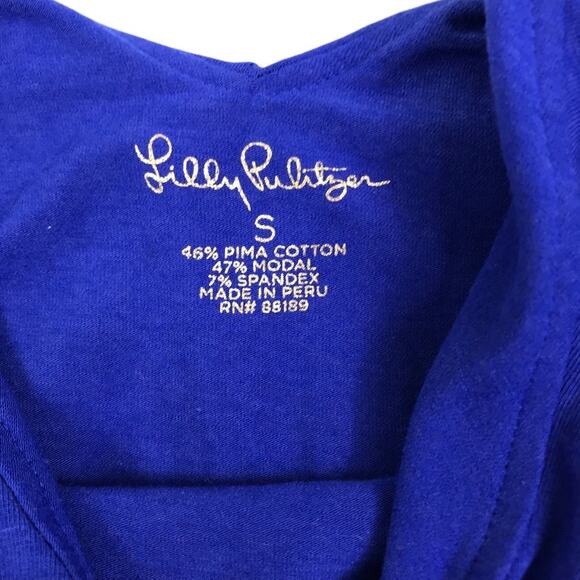 Lilly Pulitzer
S
46% PIMA COTTON
47% MODAL
7% SPANDEX
MADE IN PERU
RN# 88189